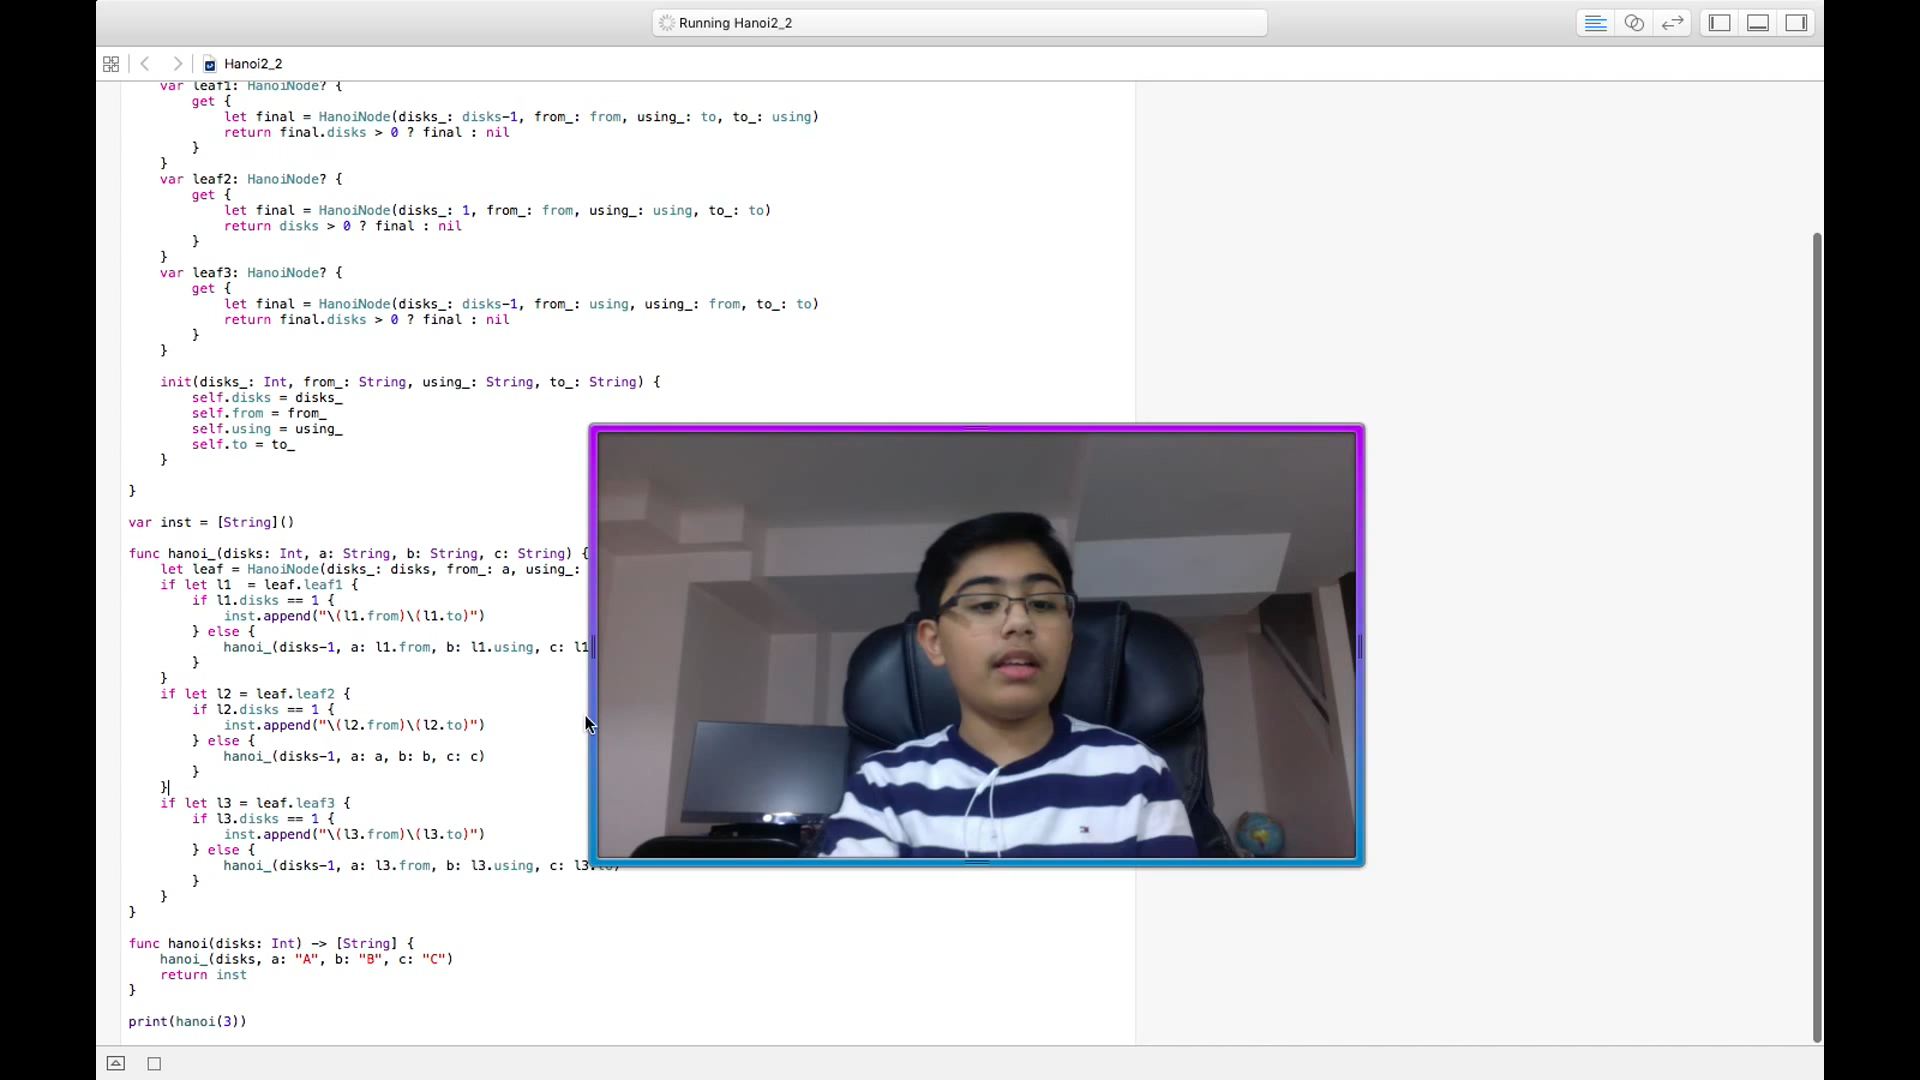 Running Hanoi2_2
Hanoi2_2
var leaf1: HanoiNode? {
get {
let final = HanoiNode(disks_: disks-1, from_: from, using_: to, to_: using)
return final.disks > 0 ? final : nil
}
}
var leaf2: HanoiNode? {
get {
let final = HanoiNode(disks_: 1, from_: from, using_: using, to_: to)
return disks > 0 ? final : nil
}
}
var leaf3: HanoiNode? {
get {
let final = HanoiNode(disks_: disks-1, from_: using, using_: from, to_: to)
return final.disks > 0 ? final : nil
}
}
init(disks_: Int, from_: String, using_: String, to_: String) {
self.disks = disks_
self.from = from_
self.using = using_
self.to = to_
}
}
var inst = [String]()
func hanoi_(disks: Int, a: String, b: String, c: String) {
let leaf = HanoiNode(disks_: disks, from_: a, using_:
if let l1  = leaf.leaf1 {
if l1.disks == 1 {
inst.append("\(l1.from)\(l1.to)")
} else {
hanoi_(disks-1, a: l1.from, b: l1.using, c: l1
}
}
if let l2 = leaf.leaf2 {
if l2.disks == 1 {
inst.append("\(l2.from)\(l2.to)")
} else {
hanoi_(disks-1, a: a, b: b, c: c)
}
}
if let l3 = leaf.leaf3 {
if l3.disks == 1 {
inst.append("\(l3.from)\(l3.to)")
} else {
hanoi_(disks-1, a: l3.from, b: l3.using, c: l3.to)
}
}
}
func hanoi(disks: Int) -> [String] {
hanoi_(disks, a: "A", b: "B", c: "C")
return inst
}
print(hanoi(3))